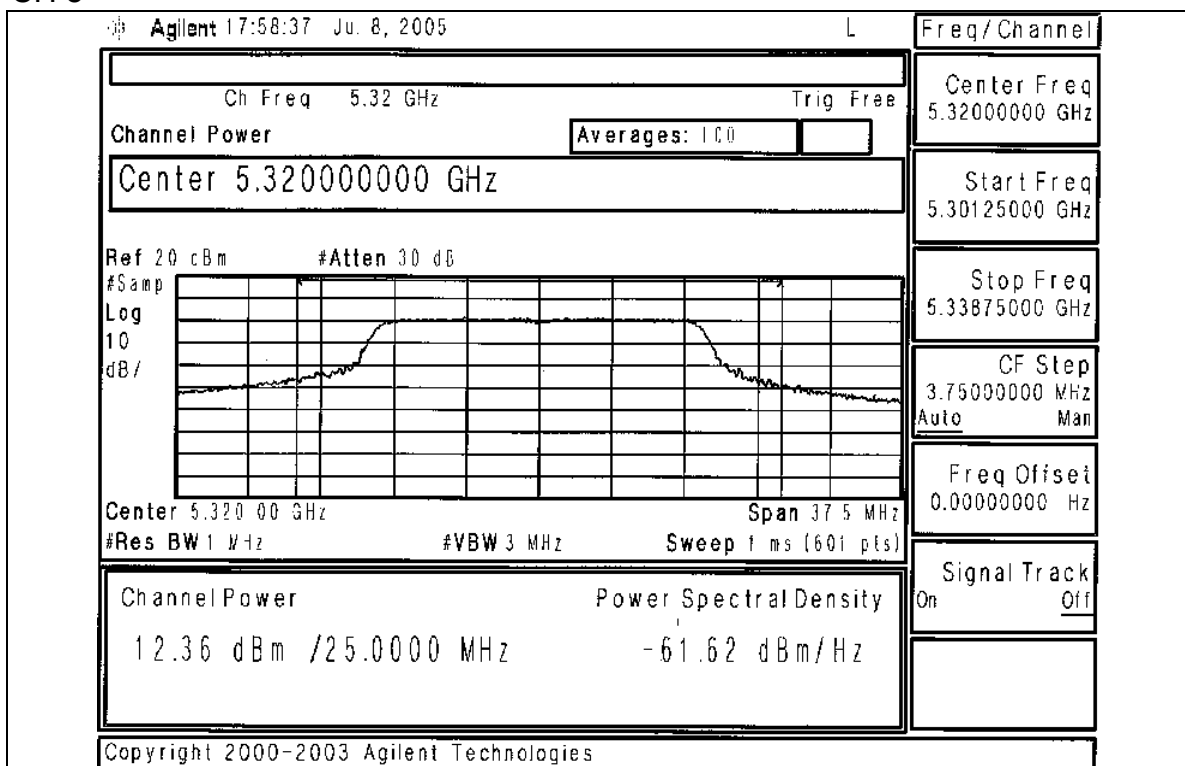 Agilent 17:58:37 Ju. 8, 2005 L
Ch Freq 5.32 GHz Trig Free
Channel Power Averages: 100
Center 5.320000000 GHz
Ref 20 dBm #Atten 30 dB
#Samp
Log
10
dB/
Center 5.320 00 GHz Span 37.5 MHz
#Res BW 1 MHz #VBW 3 MHz Sweep 1 ms (601 pts)
Channel Power Power Spectral Density
12.36 dBm /25.0000 MHz -61.62 dBm/Hz
Copyright 2000-2003 Agilent Technologies
Freq/Channel
Center Freq
5.32000000 GHz
Start Freq
5.30125000 GHz
Stop Freq
5.33875000 GHz
CF Step
3.75000000 MHz
Auto Man
Freq Offset
0.00000000 Hz
Signal Track
On Off